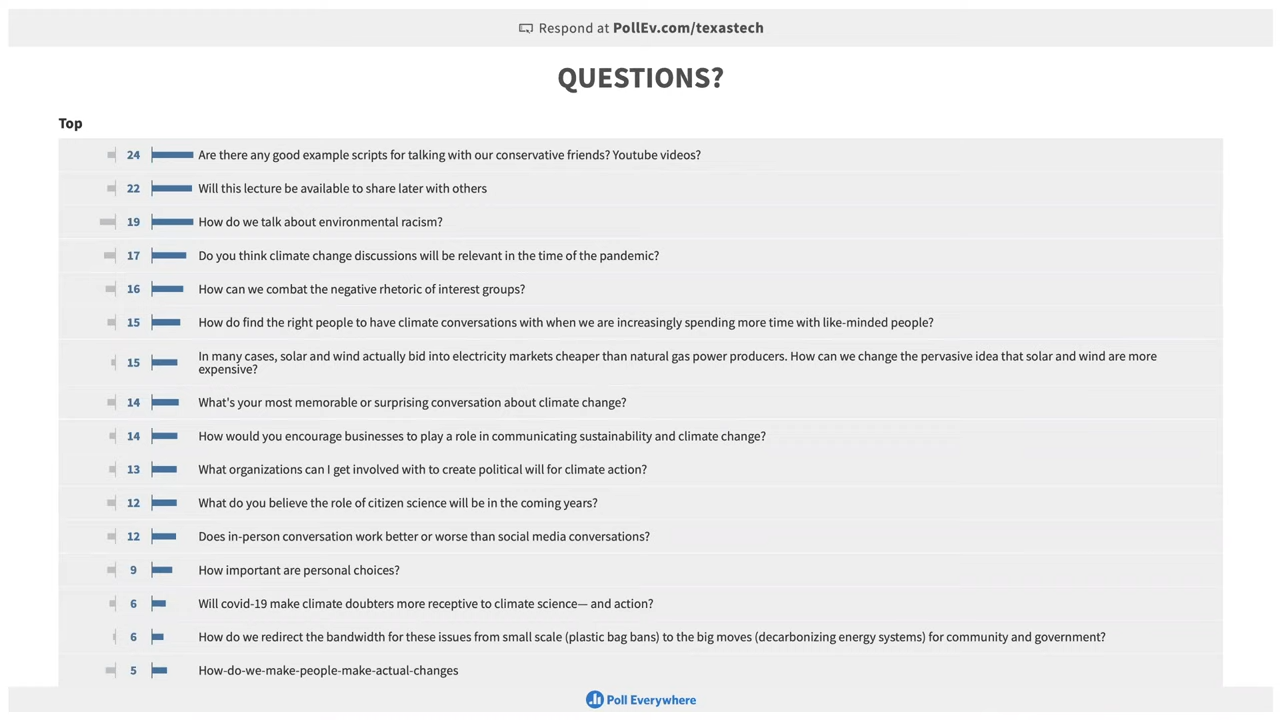 Respond at PollEv.com/texastech
QUESTIONS?
Top
24 Are there any good example scripts for talking with our conservative friends? Youtube videos?
22 Will this lecture be available to share later with others
19 How do we talk about environmental racism?
17 Do you think climate change discussions will be relevant in the time of the pandemic?
16 How can we combat the negative rhetoric of interest groups?
15 How do find the right people to have climate conversations with when we are increasingly spending more time with like-minded people?
15 In many cases, solar and wind actually bid into electricity markets cheaper than natural gas power producers. How can we change the pervasive idea that solar and wind are more
expensive?
14 What's your most memorable or surprising conversation about climate change?
14 How would you encourage businesses to play a role in communicating sustainability and climate change?
13 What organizations can I get involved with to create political will for climate action?
12 What do you believe the role of citizen science will be in the coming years?
12 Does in-person conversation work better or worse than social media conversations?
9 How important are personal choices?
6 Will covid-19 make climate doubters more receptive to climate science— and action?
6 How do we redirect the bandwidth for these issues from small scale (plastic bag bans) to the big moves (decarbonizing energy systems) for community and government?
5 How-do-we-make-people-make-actual-changes
Poll Everywhere